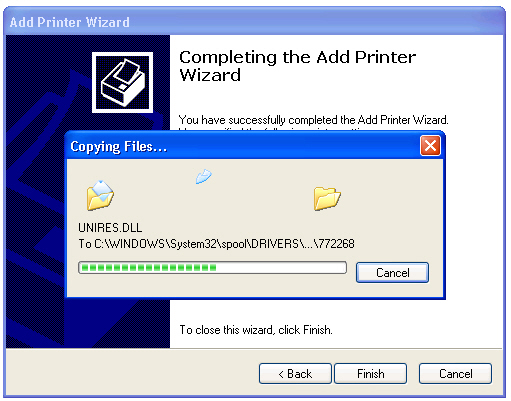 Add Printer Wizard
Completing the Add Printer
Wizard
You have successfully completed the Add Printer Wizard.
Copying Files...
UNIRES.DLL
To C:\WINDOWS\System32\spool\DRIVERS\...\772268
Cancel
To close this wizard, click Finish.
< Back
Finish
Cancel